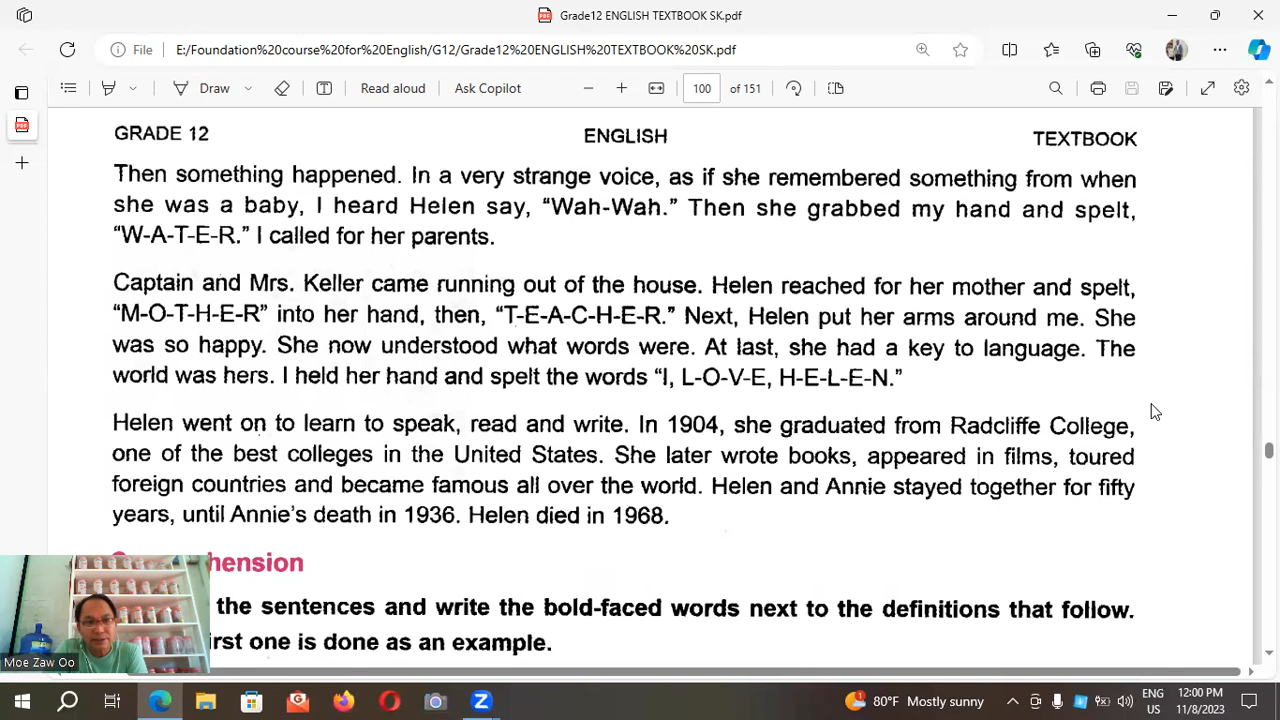 Grade12 ENGLISH TEXTBOOK SK.pdf
File E:/Foundation%20course%20for%20English/G12/Grade12%20ENGLISH%20TEXTBOOK%20SK.pdf
Draw Read aloud Ask Copilot 100 of 151
GRADE 12 ENGLISH TEXTBOOK
Then something happened. In a very strange voice, as if she remembered something from when
she was a baby, I heard Helen say, “Wah-Wah.” Then she grabbed my hand and spelt,
“W-A-T-E-R.” I called for her parents.
Captain and Mrs. Keller came running out of the house. Helen reached for her mother and spelt,
“M-O-T-H-E-R” into her hand, then, “T-E-A-C-H-E-R.” Next, Helen put her arms around me. She
was so happy. She now understood what words were. At last, she had a key to language. The
world was hers. I held her hand and spelt the words “I, L-O-V-E, H-E-L-E-N.”
Helen went on to learn to speak, read and write. In 1904, she graduated from Radcliffe College,
one of the best colleges in the United States. She later wrote books, appeared in films, toured
foreign countries and became famous all over the world. Helen and Annie stayed together for fifty
years, until Annie’s death in 1936. Helen died in 1968.
hension
the sentences and write the bold-faced words next to the definitions that follow.
irst one is done as an example.
Moe Zaw Oo
80°F Mostly sunny
ENG
US
12:00 PM
11/8/2023